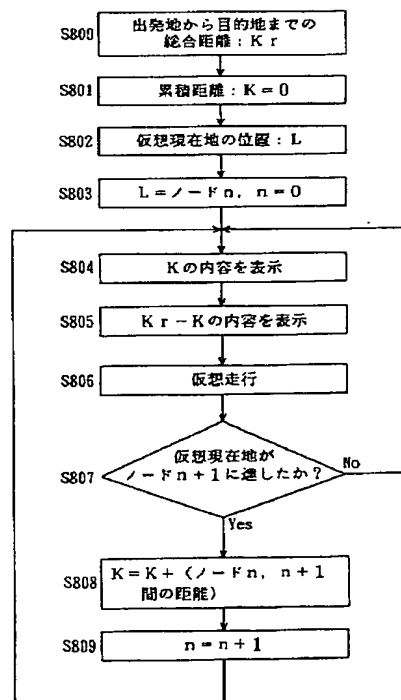 S800
出発地から目的地までの
総合距離：Kr
S801
累積距離：K＝0
S802
仮想現在地の位置：L
S803
L＝ノードn，n＝0
S804
Kの内容を表示
S805
Kr－Kの内容を表示
S806
仮想走行
S807
仮想現在地が
ノードn＋1に達したか？
No
Yes
S808
K＝K＋（ノードn，n＋1
間の距離）
S809
n＝n＋1